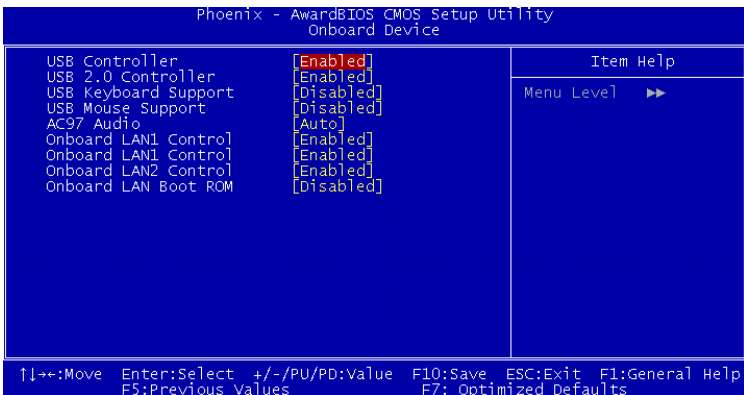 Phoenix - AwardBIOS CMOS Setup Utility
Onboard Device
USB Controller [Enabled]
USB 2.0 Controller [Enabled]
USB Keyboard Support [Disabled]
USB Mouse Support [Disabled]
AC97 Audio [Auto]
Onboard LAN1 Control [Enabled]
Onboard LAN1 Control [Enabled]
Onboard LAN2 Control [Enabled]
Onboard LAN Boot ROM [Disabled]
Item Help
Menu Level ▶▶
↑↓→←:Move Enter:Select +/-/PU/PD:Value F10:Save ESC:Exit F1:General Help
F5:Previous Values F7: Optimized Defaults